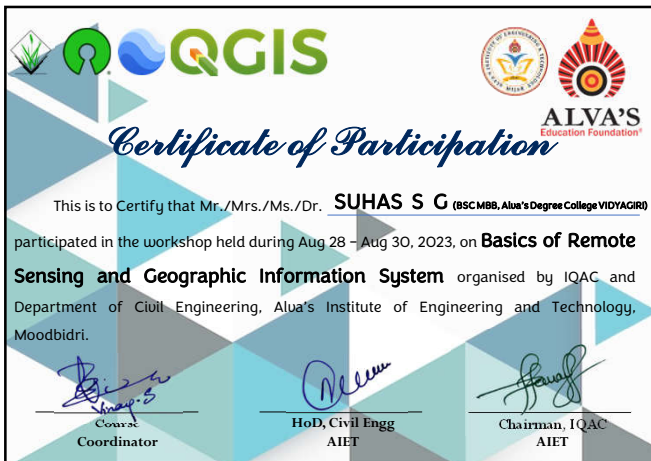 QGIS
ALVA'S
Education Foundation®
Certificate of Participation
This is to Certify that Mr./Mrs./Ms./Dr. SUHAS S G (BSC MBB, Alva's Degree College VIDYAGIRI)
participated in the workshop held during Aug 28 – Aug 30, 2023, on Basics of Remote
Sensing and Geographic Information System organised by IQAC and
Department of Civil Engineering, Alva's Institute of Engineering and Technology,
Moodbidri.
Vinay.S
Course HoD, Civil Engg Chairman, IQAC
Coordinator AIET AIET